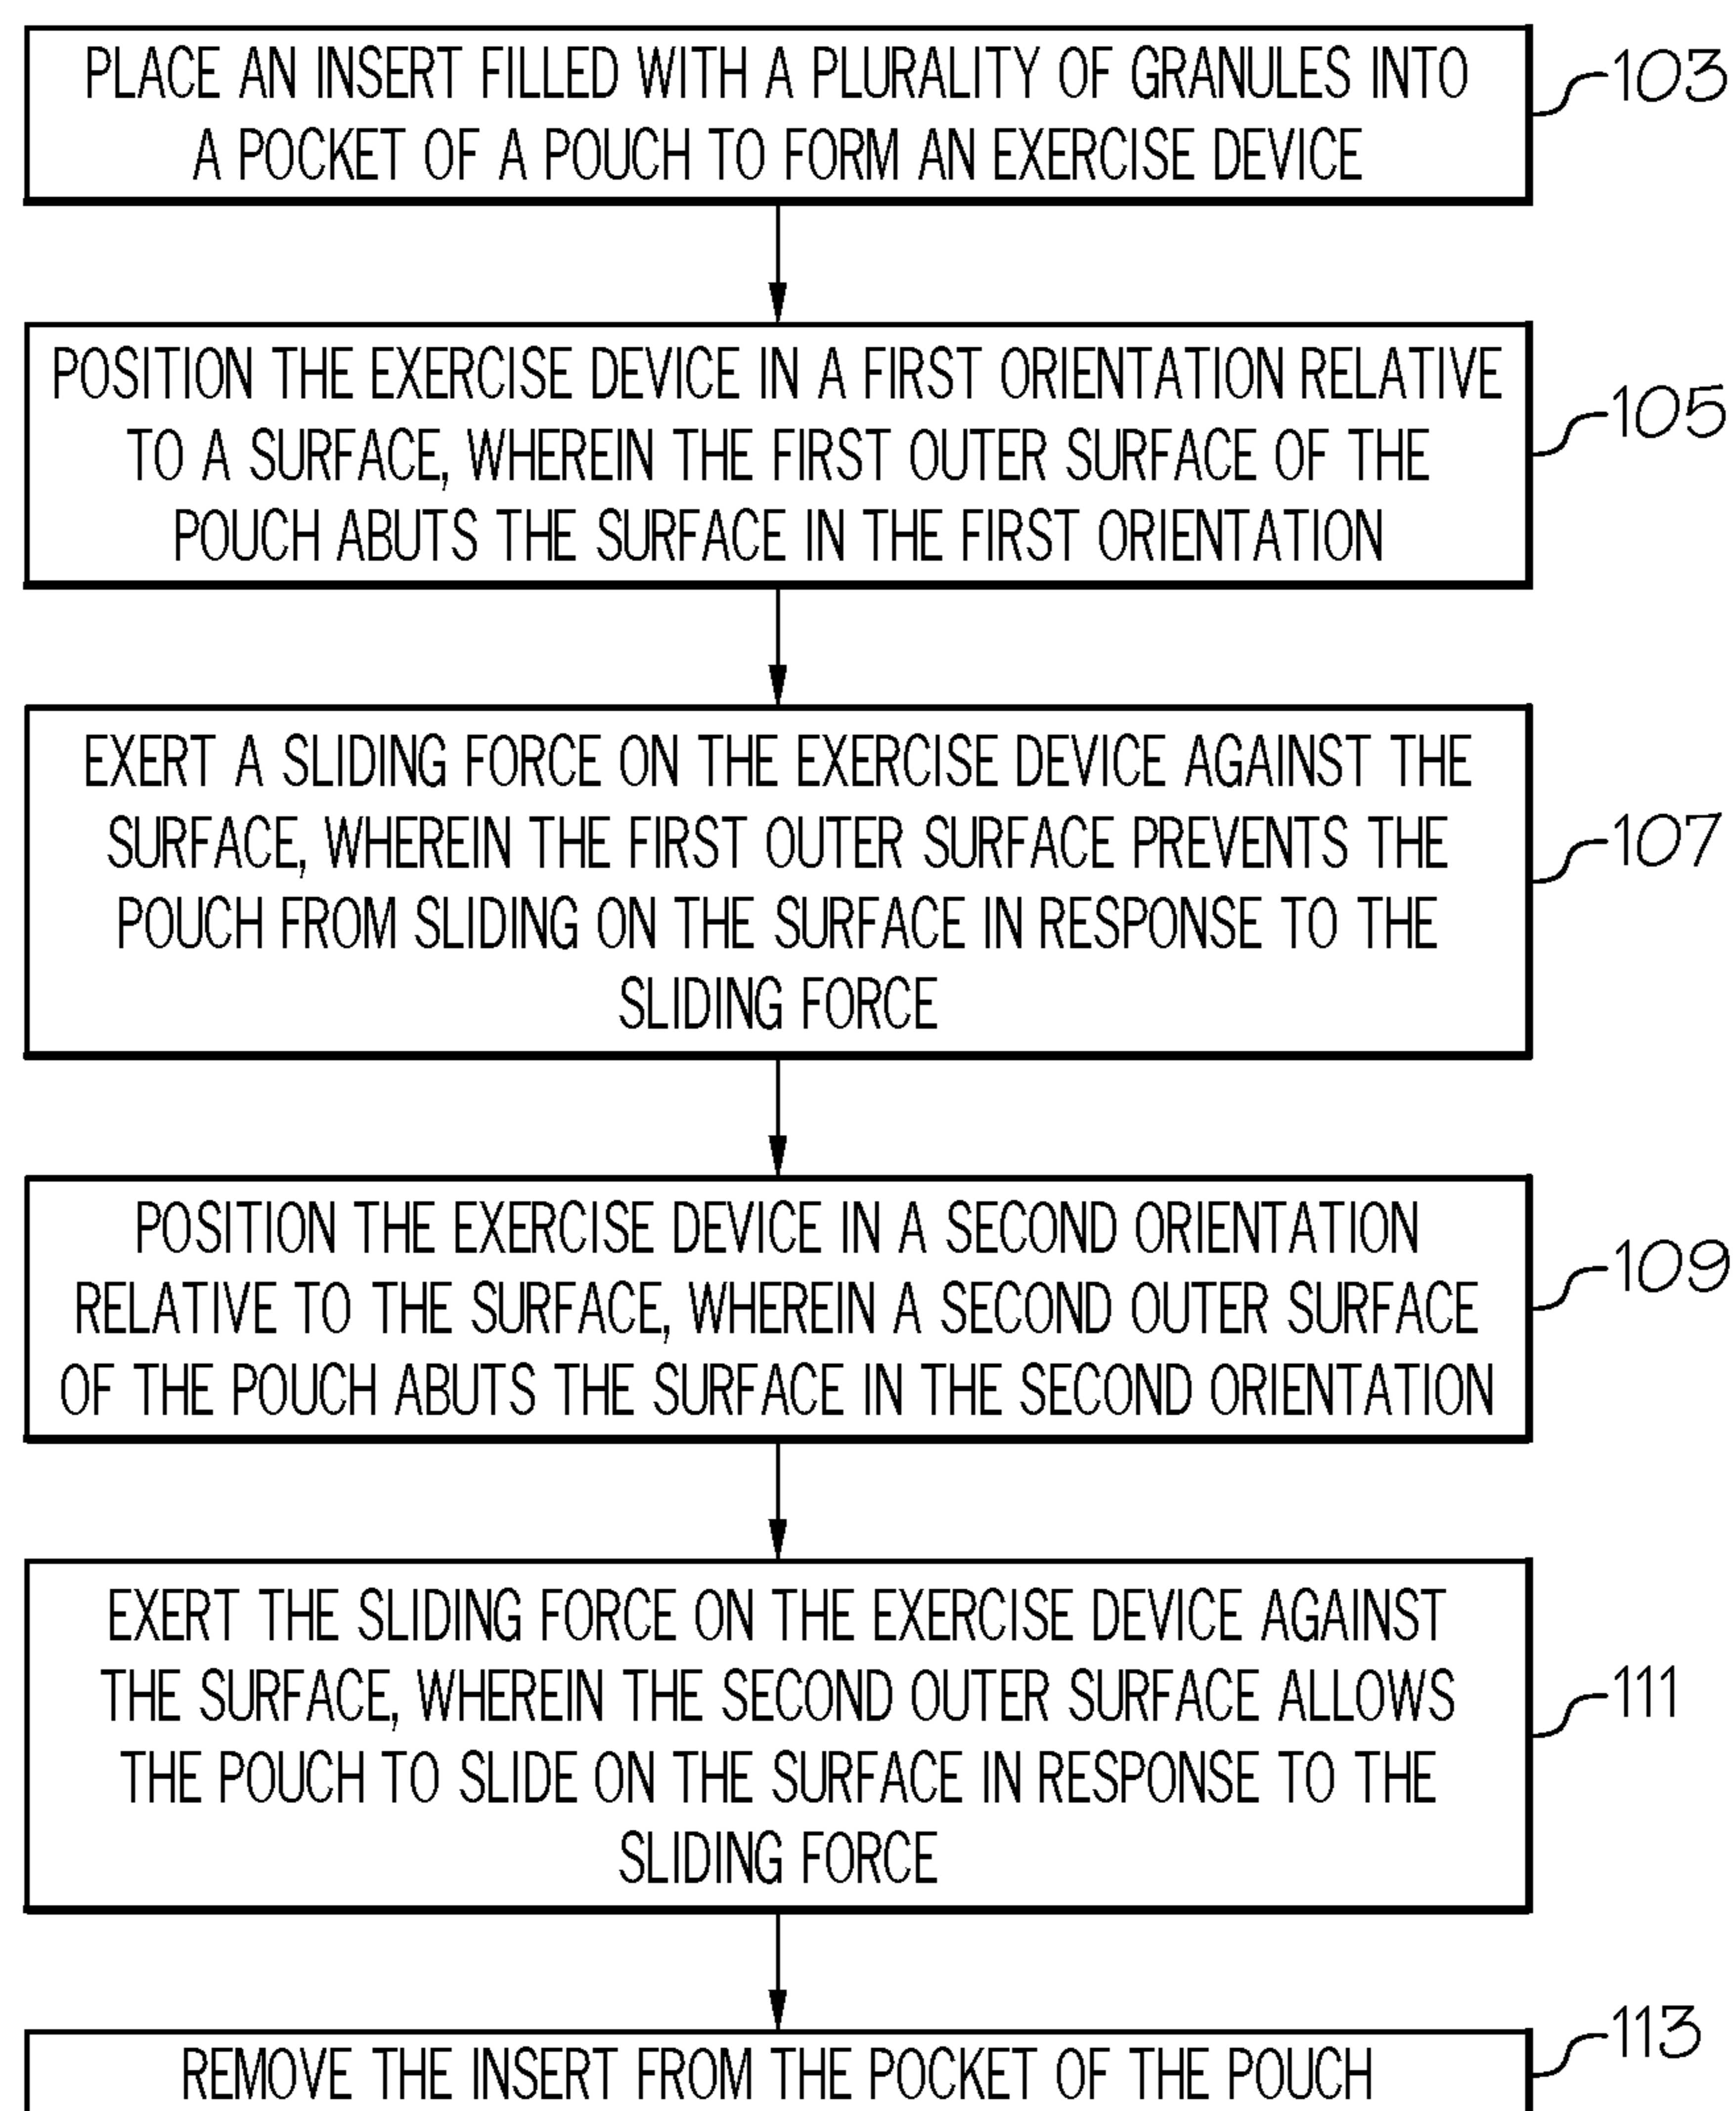 PLACE AN INSERT FILLED WITH A PLURALITY OF GRANULES INTO
A POCKET OF A POUCH TO FORM AN EXERCISE DEVICE
103
POSITION THE EXERCISE DEVICE IN A FIRST ORIENTATION RELATIVE
TO A SURFACE, WHEREIN THE FIRST OUTER SURFACE OF THE
POUCH ABUTS THE SURFACE IN THE FIRST ORIENTATION
105
EXERT A SLIDING FORCE ON THE EXERCISE DEVICE AGAINST THE
SURFACE, WHEREIN THE FIRST OUTER SURFACE PREVENTS THE
POUCH FROM SLIDING ON THE SURFACE IN RESPONSE TO THE
SLIDING FORCE
107
POSITION THE EXERCISE DEVICE IN A SECOND ORIENTATION
RELATIVE TO THE SURFACE, WHEREIN A SECOND OUTER SURFACE
OF THE POUCH ABUTS THE SURFACE IN THE SECOND ORIENTATION
109
EXERT THE SLIDING FORCE ON THE EXERCISE DEVICE AGAINST
THE SURFACE, WHEREIN THE SECOND OUTER SURFACE ALLOWS
THE POUCH TO SLIDE ON THE SURFACE IN RESPONSE TO THE
SLIDING FORCE
111
REMOVE THE INSERT FROM THE POCKET OF THE POUCH
113